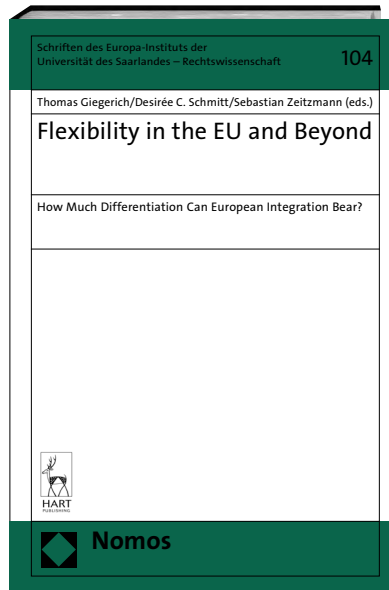 Schriften des Europa-Instituts der
Universität des Saarlandes – Rechtswissenschaft 104
Thomas Giegerich/Desirée C. Schmitt/Sebastian Zeitzmann (eds.)
Flexibility in the EU and Beyond
How Much Differentiation Can European Integration Bear?
HART
PUBLISHING
Nomos